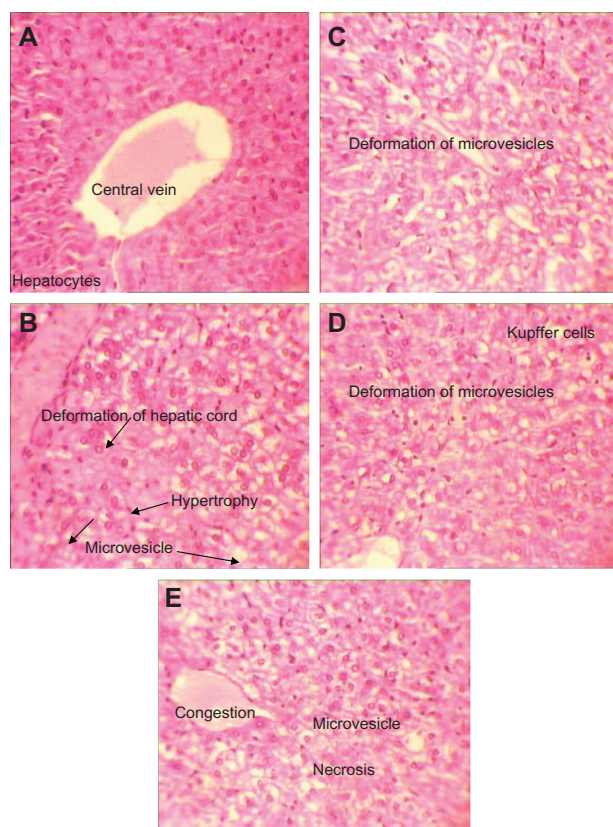 A
Central vein
Hepatocytes
B
Deformation of hepatic cord
Hypertrophy
Microvesicle
C
Deformation of microvesicles
D
Kupffer cells
Deformation of microvesicles
E
Congestion
Microvesicle
Necrosis